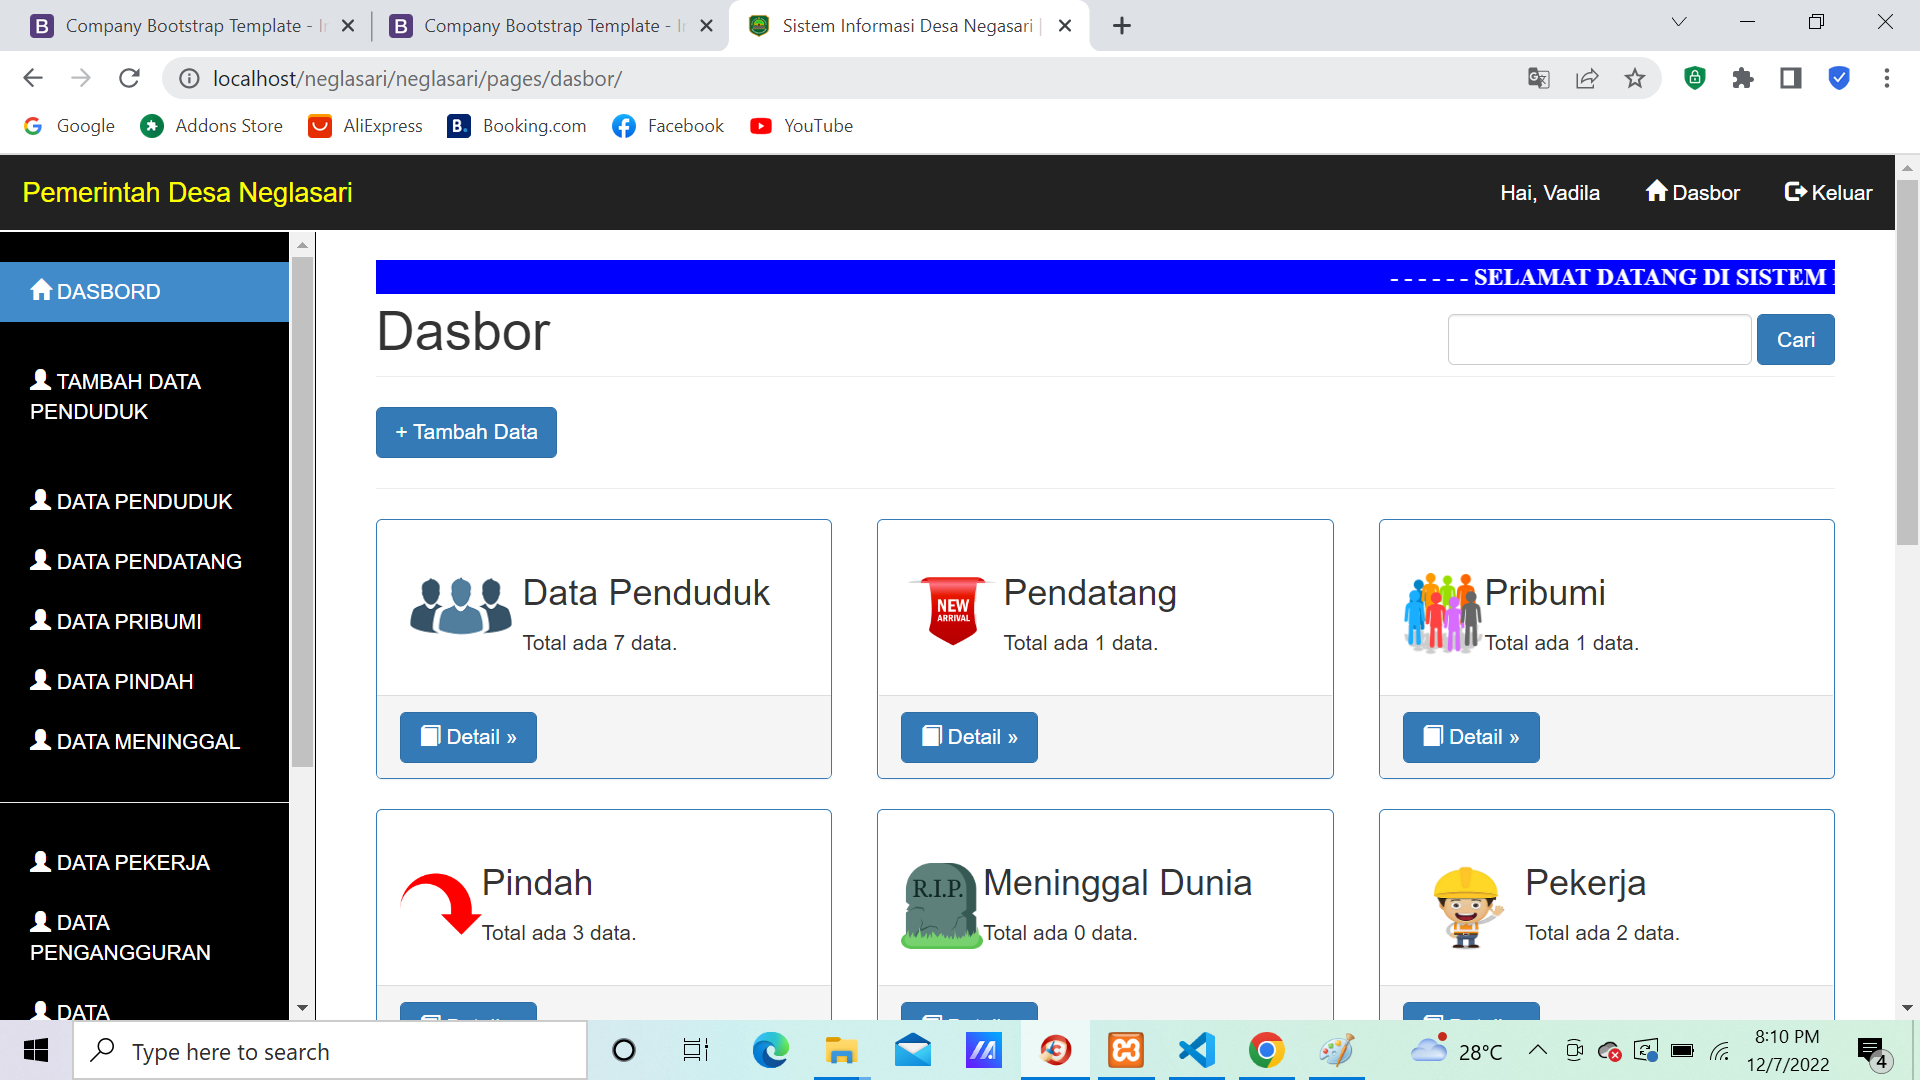 Company Bootstrap Template - I
Company Bootstrap Template - I
Sistem Informasi Desa Negasari |
localhost/neglasari/neglasari/pages/dasbor/
Google
Addons Store
AliExpress
Booking.com
Facebook
YouTube
Pemerintah Desa Neglasari
Hai, Vadila
Dasbor
Keluar
DASBORD
TAMBAH DATA
PENDUDUK
DATA PENDUDUK
DATA PENDATANG
DATA PRIBUMI
DATA PINDAH
DATA MENINGGAL
DATA PEKERJA
DATA
PENGANGGURAN
DATA
- - - - - - SELAMAT DATANG DI SISTEM
Dasbor
Cari
+ Tambah Data
Data Penduduk
Total ada 7 data.
Detail »
NEW
ARRIVAL
Pendatang
Total ada 1 data.
Detail »
Pribumi
Total ada 1 data.
Detail »
Pindah
Total ada 3 data.
R.I.P.
Meninggal Dunia
Total ada 0 data.
Pekerja
Total ada 2 data.
Type here to search
28°C
8:10 PM
12/7/2022
4